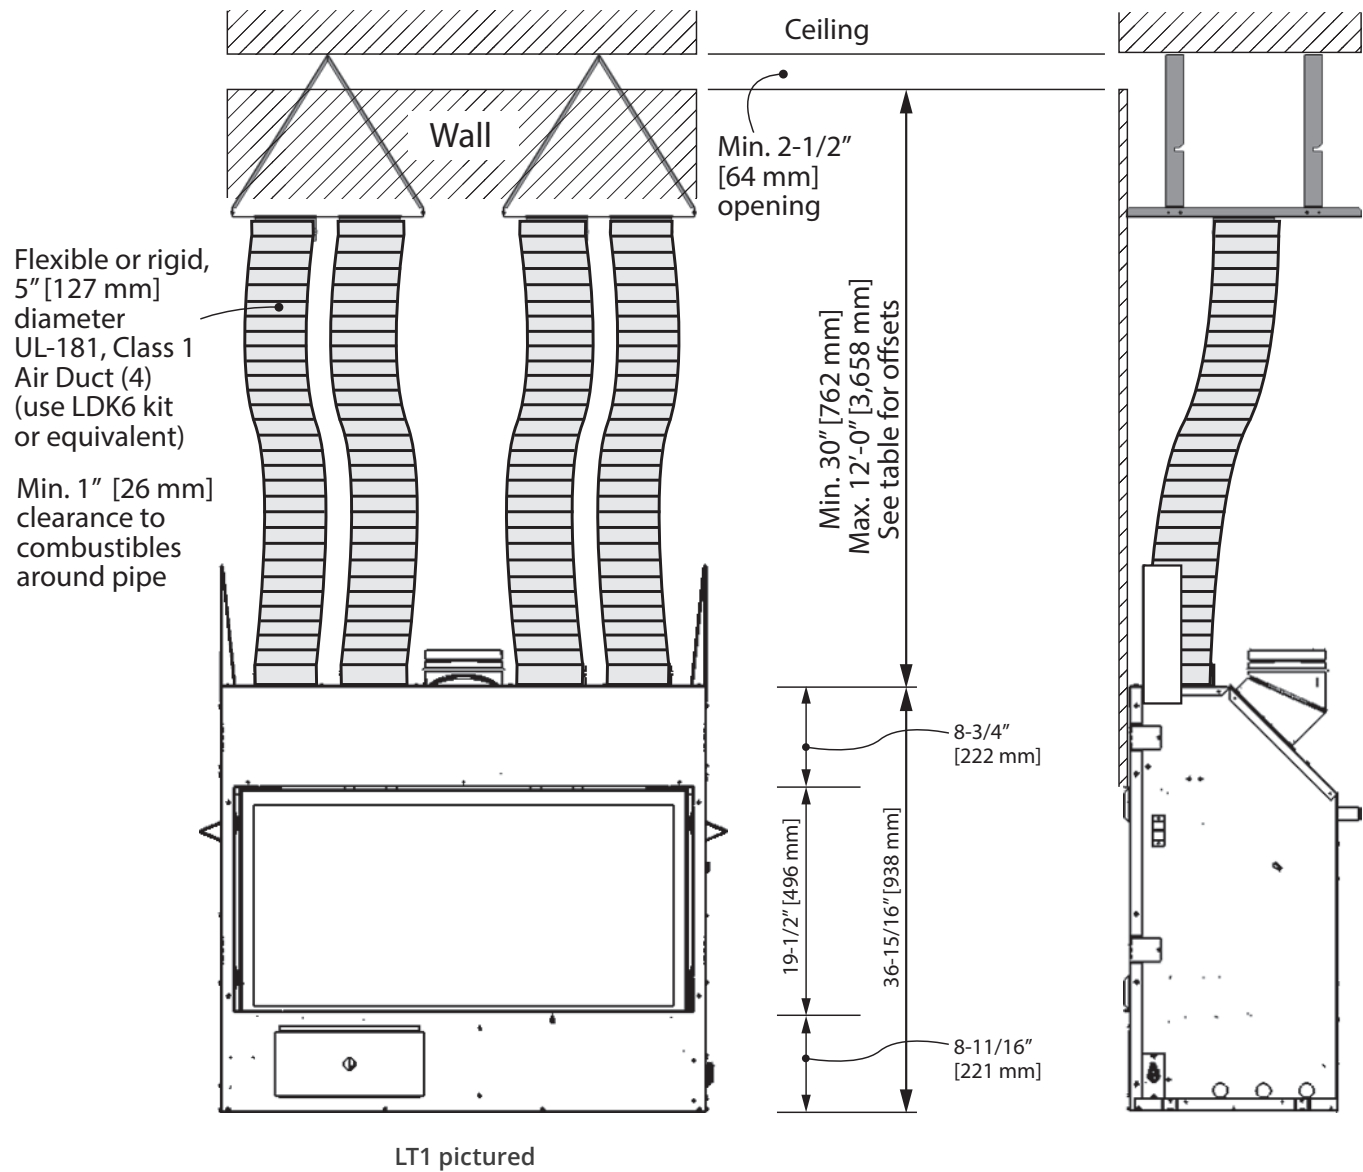 Ceiling
Wall
Min. 2-1/2”
[64 mm]
opening
Flexible or rigid,
5” [127 mm]
diameter
UL-181, Class 1
Air Duct (4)
(use LDK6 kit
or equivalent)
Min. 1” [26 mm]
clearance to
combustibles
around pipe
Min. 30” [762 mm]
Max. 12’-0” [3,658 mm]
See table for offsets
8-3/4”
[222 mm]
19-1/2” [496 mm]
36-15/16” [938 mm]
8-11/16”
[221 mm]
LT1 pictured